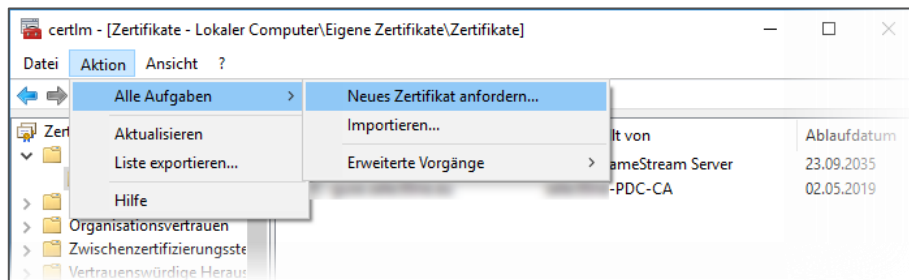 certlm - [Zertifikate - Lokaler Computer\Eigene Zertifikate\Zertifikate]
Datei Aktion Ansicht ?
Alle Aufgaben > Neues Zertifikat anfordern...
Importieren...
Zert lt von Ablaufdatum
Aktualisieren
Liste exportieren... Erweiterte Vorgänge > ameStream Server 23.09.2035
-PDC-CA 02.05.2019
Hilfe
Organisationsvertrauen
Zwischenzertifizierungsste
Vertrauenswürdige Heraus